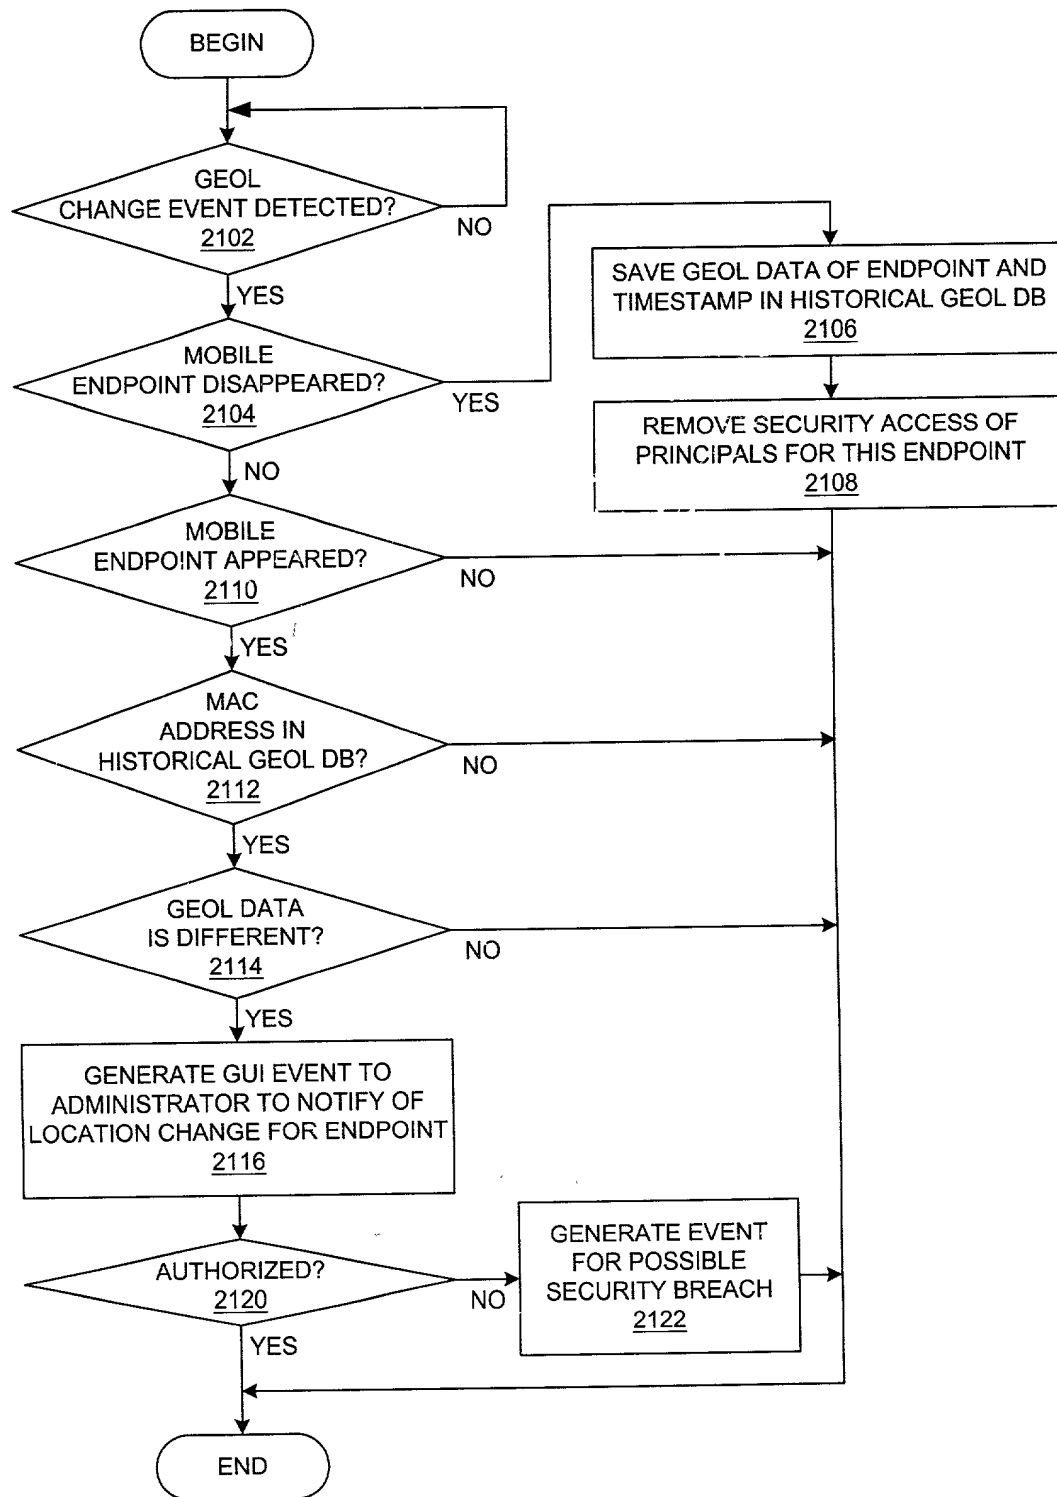 BEGIN
GEOL
CHANGE EVENT DETECTED?
2102
NO
YES
MOBILE
ENDPOINT DISAPPEARED?
2104
YES
NO
SAVE GEOL DATA OF ENDPOINT AND
TIMESTAMP IN HISTORICAL GEOL DB
2106
REMOVE SECURITY ACCESS OF
PRINCIPALS FOR THIS ENDPOINT
2108
MOBILE
ENDPOINT APPEARED?
2110
NO
YES
MAC
ADDRESS IN
HISTORICAL GEOL DB?
2112
NO
YES
GEOL DATA
IS DIFFERENT?
2114
NO
YES
GENERATE GUI EVENT TO
ADMINISTRATOR TO NOTIFY OF
LOCATION CHANGE FOR ENDPOINT
2116
AUTHORIZED?
2120
NO
YES
GENERATE EVENT
FOR POSSIBLE
SECURITY BREACH
2122
END